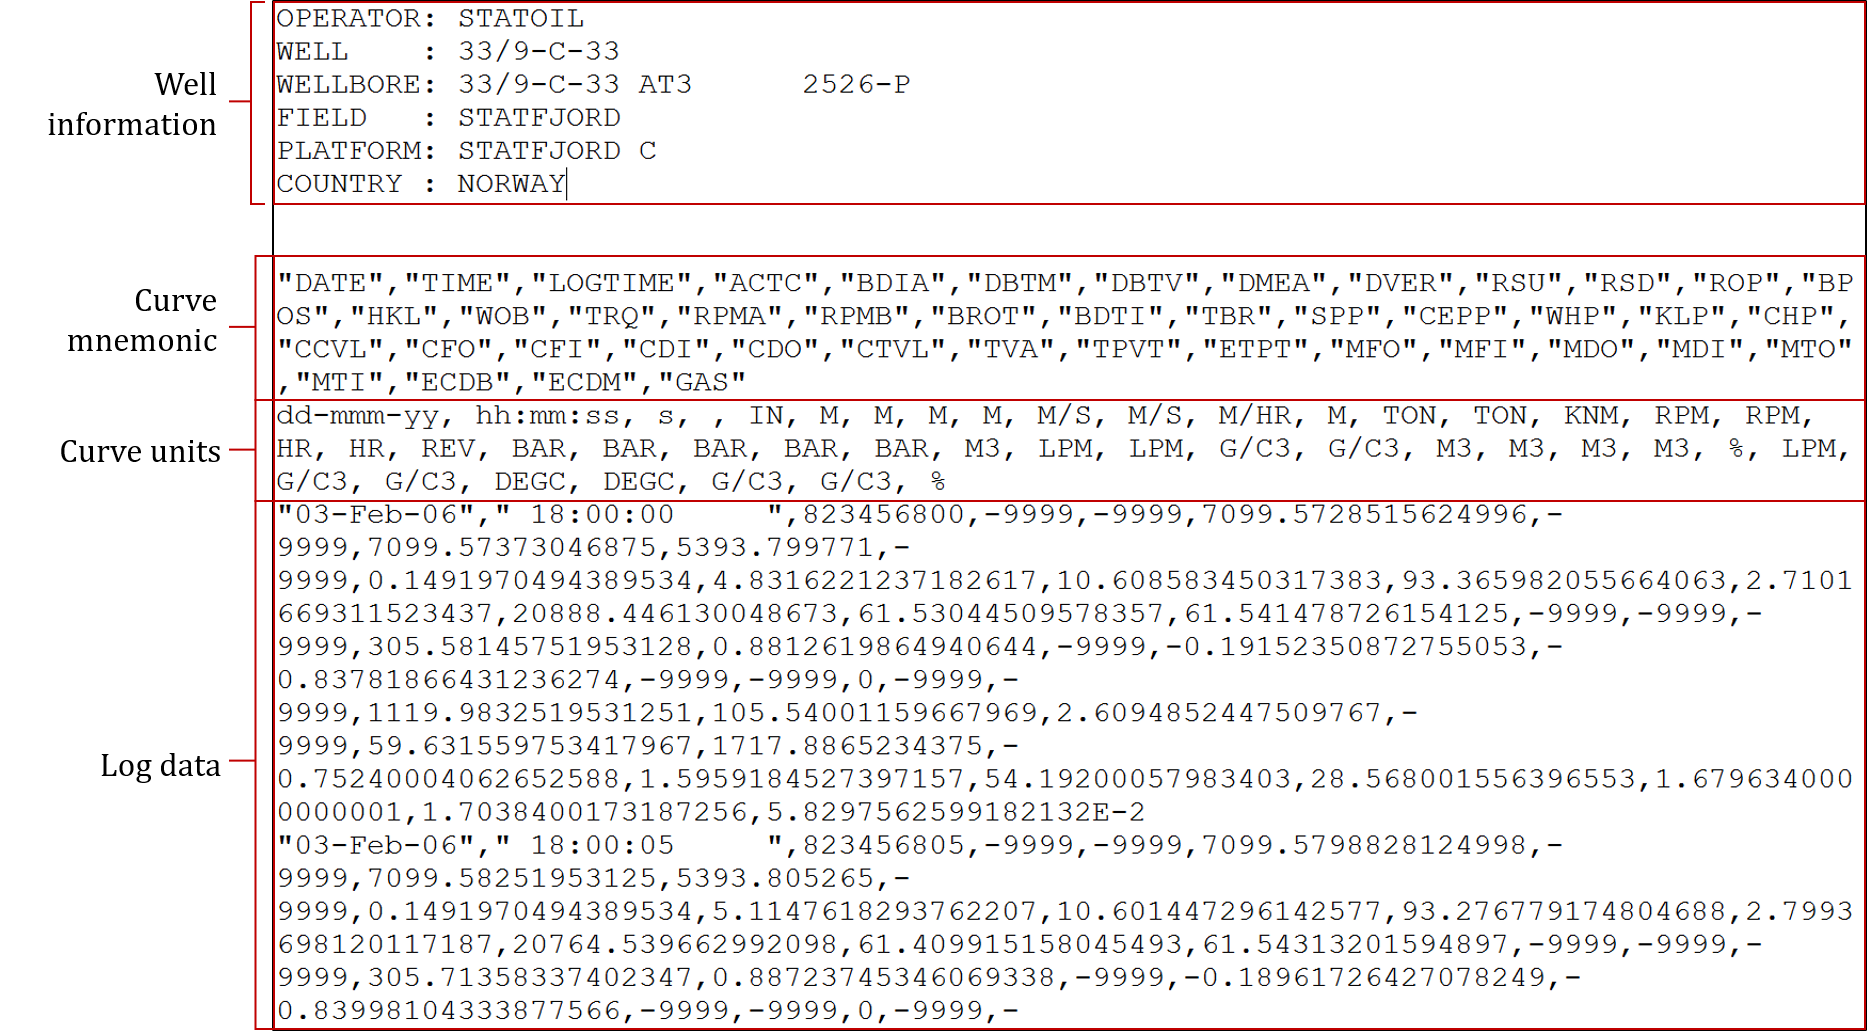 Well
information
OPERATOR: STATOIL
WELL    : 33/9-C-33
WELLBORE: 33/9-C-33 AT3      2526-P
FIELD   : STATFJORD
PLATFORM: STATFJORD C
COUNTRY : NORWAY
Curve
mnemonic
"DATE","TIME","LOGTIME","ACTC","BDIA","DBTM","DBTV","DMEA","DVER","RSU","RSD","ROP","BP
OS","HKL","WOB","TRQ","RPMA","RPMB","BROT","BDTI","TBR","SPP","CEPP","WHP","KLP","CHP",
"CCVL","CFO","CFI","CDI","CDO","CTVL","TVA","TPVT","ETPT","MFO","MFI","MDO","MDI","MTO"
,"MTI","ECDB","ECDM","GAS"
Curve units
dd-mmm-yy, hh:mm:ss, s, , IN, M, M, M, M, M/S, M/S, M/HR, M, TON, TON, KNM, RPM, RPM,
HR, HR, REV, BAR, BAR, BAR, BAR, BAR, M3, LPM, LPM, G/C3, G/C3, M3, M3, M3, M3, %, LPM,
G/C3, G/C3, DEGC, DEGC, G/C3, G/C3, %
Log data
"03-Feb-06"," 18:00:00     ",823456800,-9999,-9999,7099.5728515624996,-
9999,7099.57373046875,5393.799771,-
9999,0.1491970494389534,4.8316221237182617,10.608583450317383,93.365982055664063,2.7101
669311523437,20888.446130048673,61.53044509578357,61.541478726154125,-9999,-9999,-
9999,305.58145751953128,0.8812619864940644,-9999,-0.19152350872755053,-
0.83781866431236274,-9999,-9999,0,-9999,-
9999,1119.9832519531251,105.54001159667969,2.6094852447509767,-
9999,59.631559753417967,1717.8865234375,-
0.75240004062652588,1.5959184527397157,54.19200057983403,28.568001556396553,1.679634000
0000001,1.7038400173187256,5.8297562599182132E-2
"03-Feb-06"," 18:00:05     ",823456805,-9999,-9999,7099.5798828124998,-
9999,7099.58251953125,5393.805265,-
9999,0.1491970494389534,5.1147618293762207,10.601447296142577,93.276779174804688,2.7993
698120117187,20764.539662992098,61.409915158045493,61.54313201594897,-9999,-9999,-
9999,305.71358337402347,0.88723745346069338,-9999,-0.18961726427078249,-
0.83998104333877566,-9999,-9999,0,-9999,-